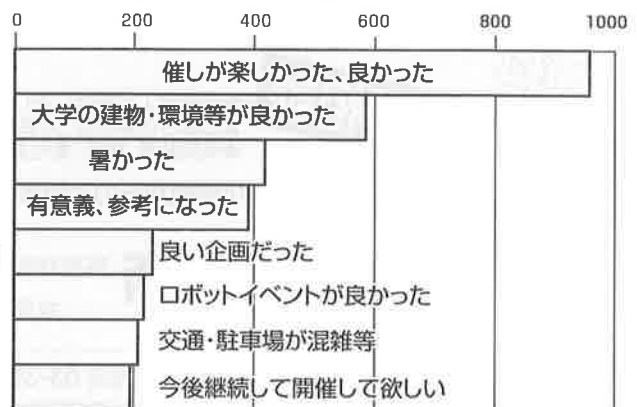 0 200 400 600 800 1000
催しが楽しかった、良かった
大学の建物・環境等が良かった
暑かった
有意義、参考になった
良い企画だった
ロボットイベントが良かった
交通・駐車場が混雑等
今後継続して開催して欲しい